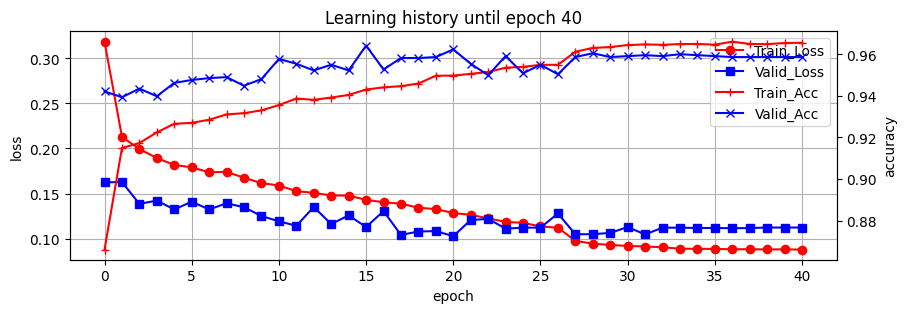 Learning history until epoch 40
loss
0.30
0.25
0.20
0.15
0.10
0.96
0.94
0.92
0.90
0.88
accuracy
Train_Loss
Valid_Loss
Train_Acc
Valid_Acc
0 5 10 15 20 25 30 35 40
epoch